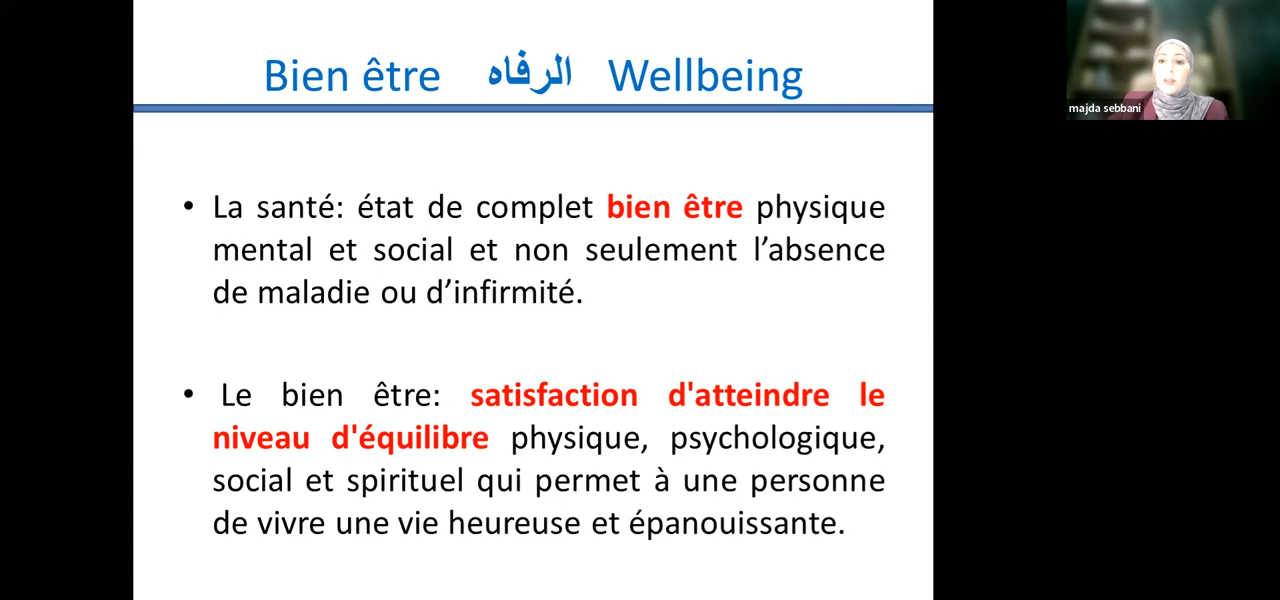 Bien être الرفاه Wellbeing
majda sebbani
• La santé: état de complet bien être physique
mental et social et non seulement l’absence
de maladie ou d’infirmité.
• Le bien être: satisfaction d'atteindre le
niveau d'équilibre physique, psychologique,
social et spirituel qui permet à une personne
de vivre une vie heureuse et épanouissante.